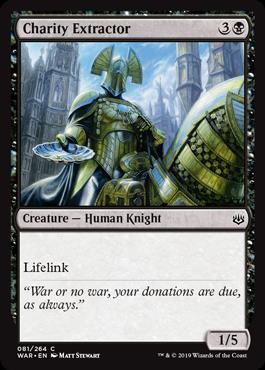 Charity Extractor 3
Creature — Human Knight
Lifelink
“War or no war, your donations are due,
as always.”
1/5
081/264 C
WAR • EN Matt Stewart
™ & © 2019 Wizards of the Coast